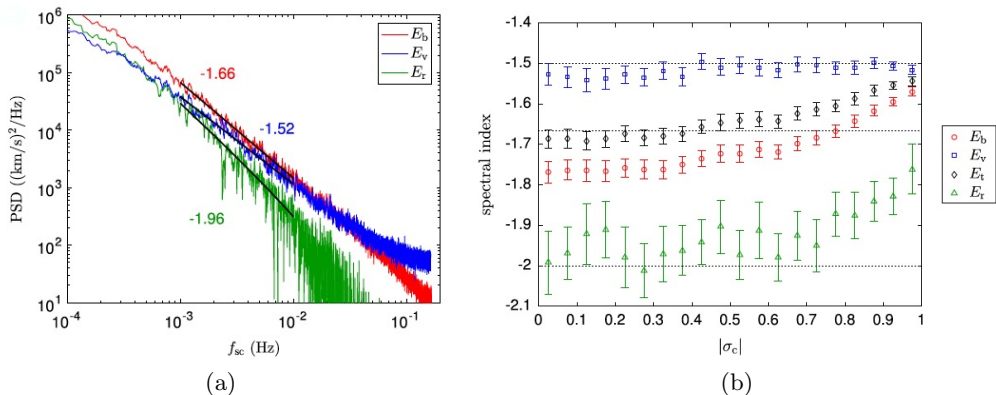 10^6
10^5
10^4
10^3
10^2
10^1
PSD ((km/s)^2/Hz)
E_b
E_v
E_r
-1.66
-1.52
-1.96
10^-4 10^-3 10^-2 10^-1
f_sc (Hz)
(a)
-1.4
-1.5
-1.6
-1.7
-1.8
-1.9
-2
-2.1
spectral index
0 0.1 0.2 0.3 0.4 0.5 0.6 0.7 0.8 0.9 1
|σ_c|
E_b
E_v
E_t
E_r
(b)